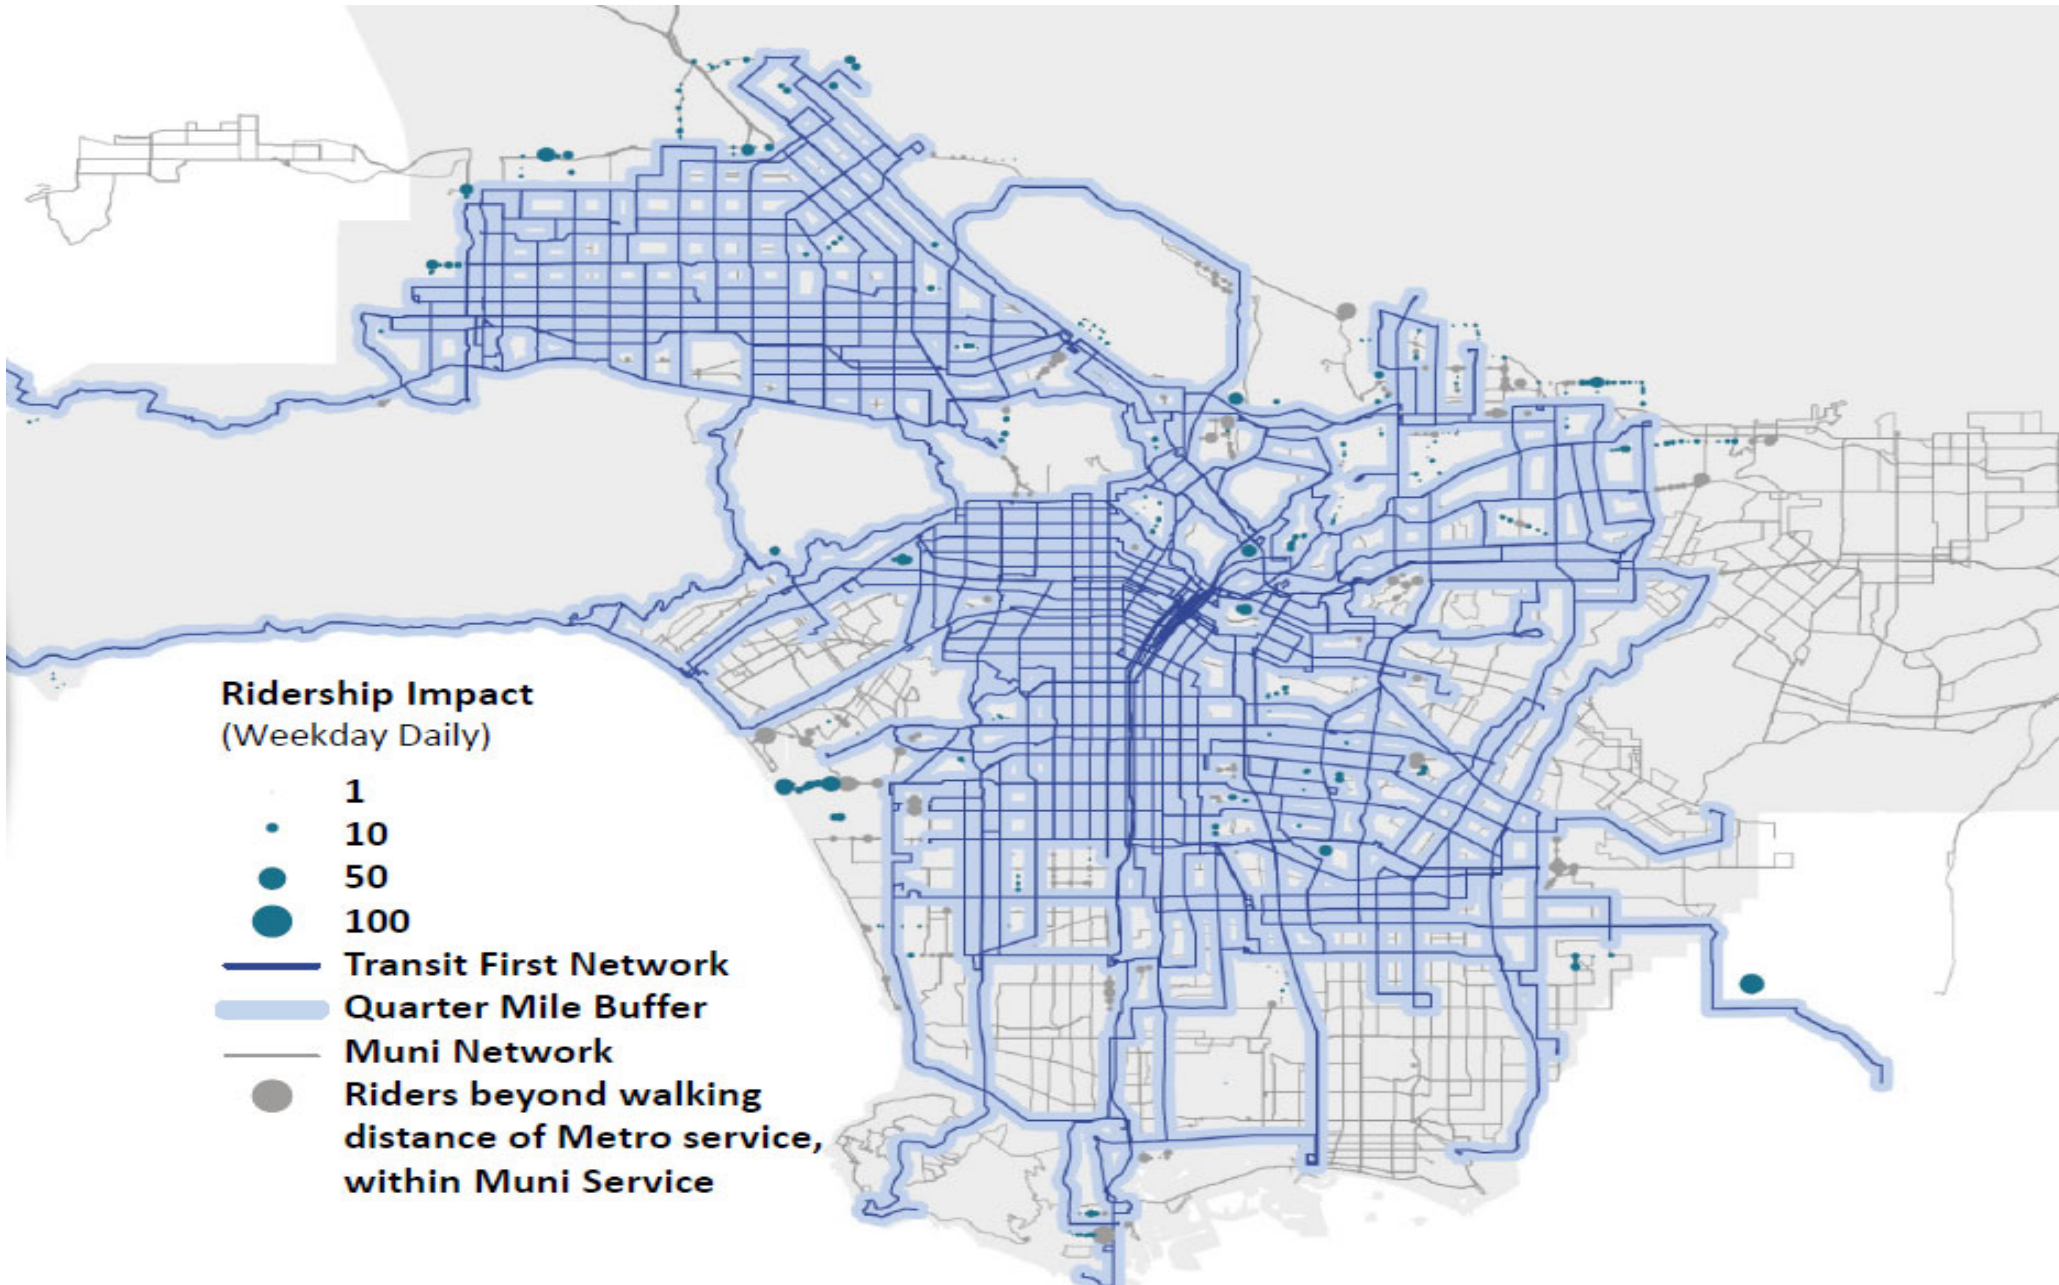 Ridership Impact
(Weekday Daily)
1
10
50
100
Transit First Network
Quarter Mile Buffer
Muni Network
Riders beyond walking
distance of Metro service,
within Muni Service